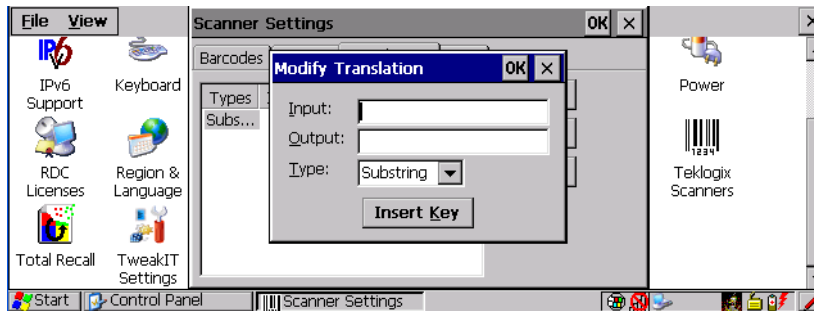 File View
Scanner Settings
OK
Barcodes
Modify Translation
OK
IPv6
Support
Keyboard
Types
Subs...
Input:
Output:
Type:
Substring
Insert Key
Power
RDC
Licenses
Region &
Language
1234
Teklogix
Scanners
Total Recall
TweakIT
Settings
Start
Control Panel
Scanner Settings